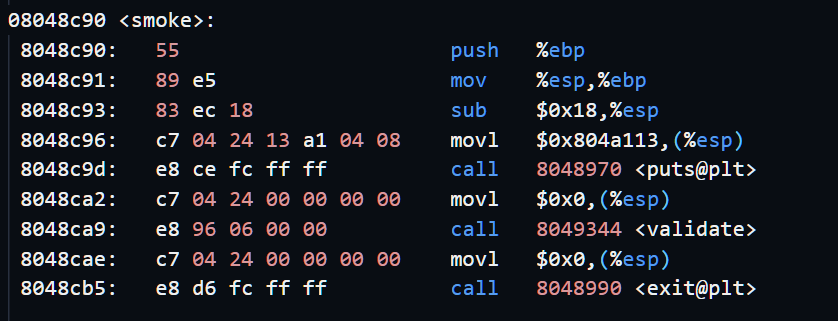 08048c90 <smoke>:
8048c90: 55 push %ebp
8048c91: 89 e5 mov %esp,%ebp
8048c93: 83 ec 18 sub $0x18,%esp
8048c96: c7 04 24 13 a1 04 08 movl $0x804a113,(%esp)
8048c9d: e8 ce fc ff ff call 8048970 <puts@plt>
8048ca2: c7 04 24 00 00 00 00 movl $0x0,(%esp)
8048ca9: e8 96 06 00 00 call 8049344 <validate>
8048cae: c7 04 24 00 00 00 00 movl $0x0,(%esp)
8048cb5: e8 d6 fc ff ff call 8048990 <exit@plt>